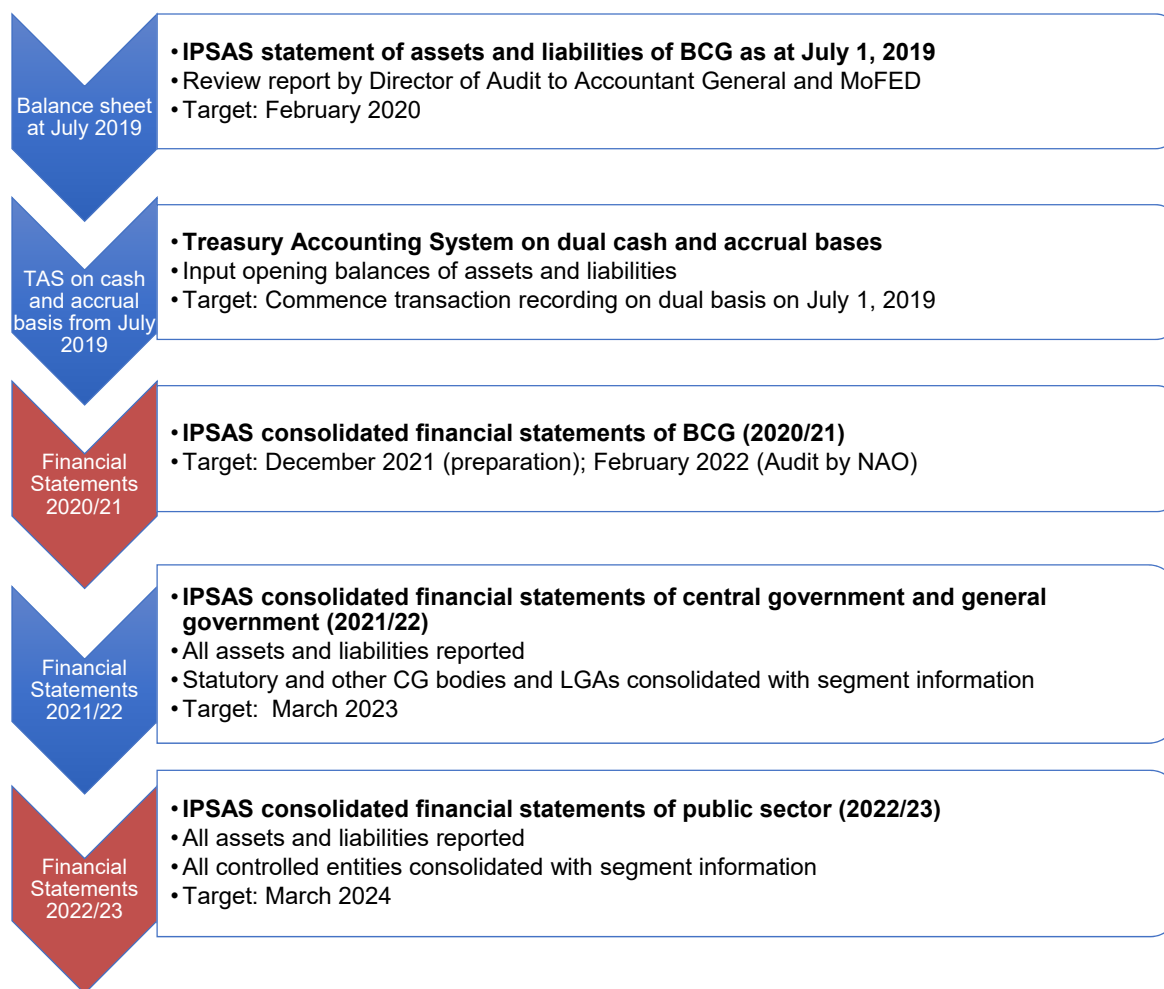 Balance sheet
at July 2019
• IPSAS statement of assets and liabilities of BCG as at July 1, 2019
• Review report by Director of Audit to Accountant General and MoFED
• Target: February 2020
TAS on cash
and accrual
basis from July
2019
• Treasury Accounting System on dual cash and accrual bases
• Input opening balances of assets and liabilities
• Target: Commence transaction recording on dual basis on July 1, 2019
Financial
Statements
2020/21
• IPSAS consolidated financial statements of BCG (2020/21)
• Target: December 2021 (preparation); February 2022 (Audit by NAO)
Financial
Statements
2021/22
• IPSAS consolidated financial statements of central government and general
government (2021/22)
• All assets and liabilities reported
• Statutory and other CG bodies and LGAs consolidated with segment information
• Target: March 2023
Financial
Statements
2022/23
• IPSAS consolidated financial statements of public sector (2022/23)
• All assets and liabilities reported
• All controlled entities consolidated with segment information
• Target: March 2024